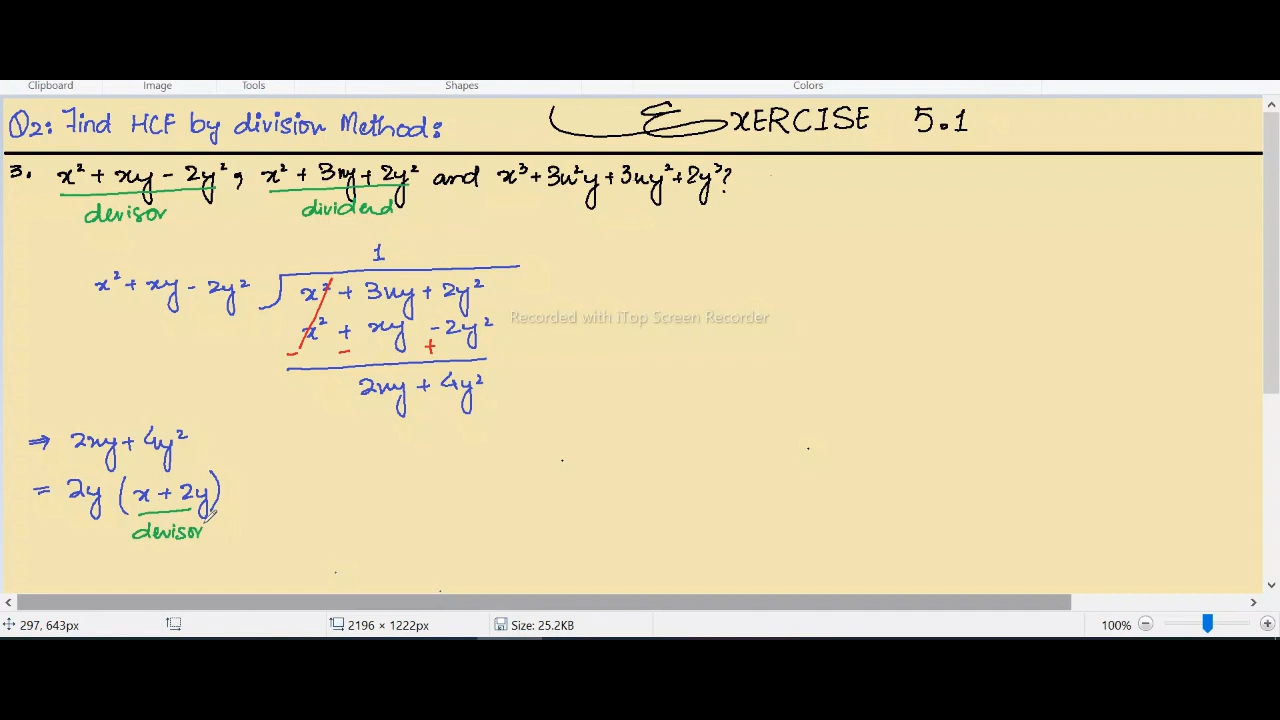 Clipboard Image Tools Shapes Colors
Q2: Find HCF by division Method: EXERCISE 5.1
3. x² + xy - 2y², x² + 3xy + 2y² and x³ + 3x²y + 3xy² + 2y³?
devisor dividend
1
x² + xy - 2y² x² + 3xy + 2y²
x² + xy - 2y²
- - +
2xy + 4y²
Recorded with iTop Screen Recorder
⇒ 2xy + 4y²
= 2y (x + 2y)
devisor
297, 643px 2196 × 1222px Size: 25.2KB 100%